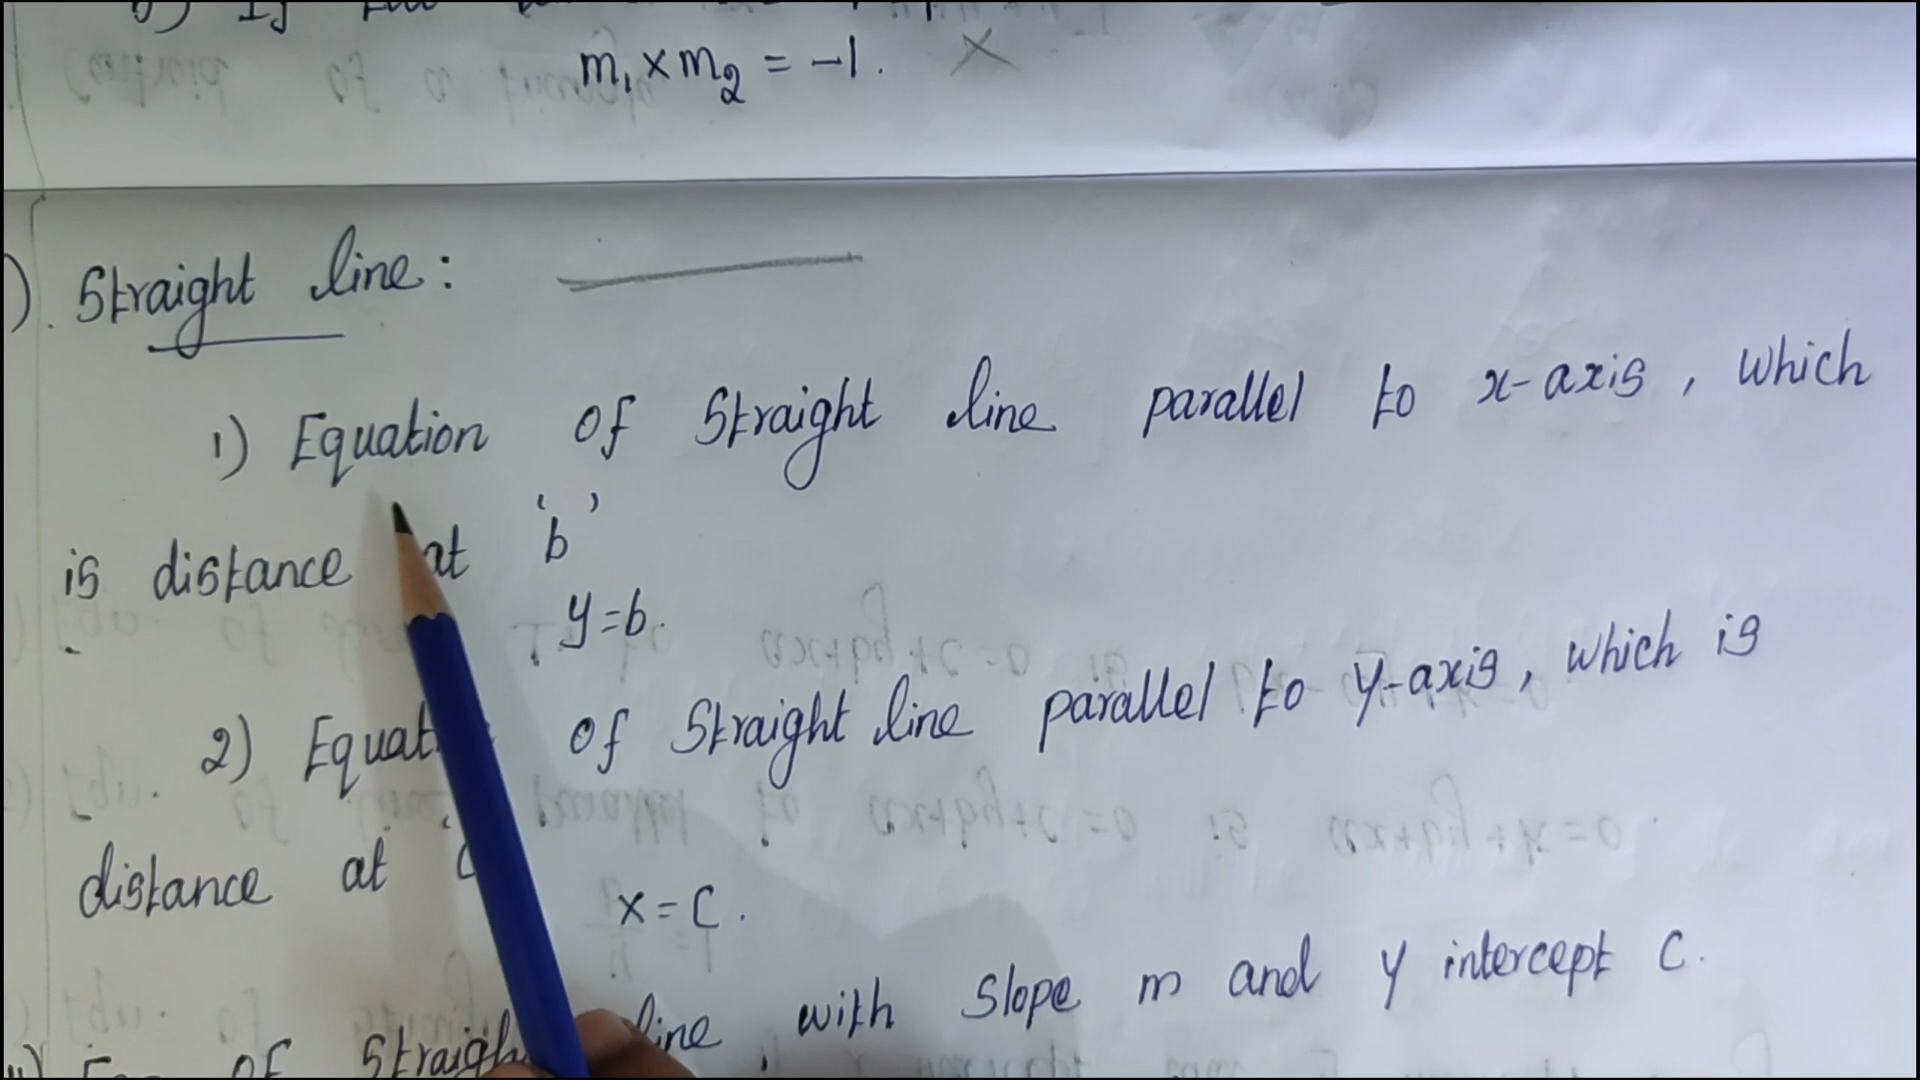 m₁ × m₂ = -1. ×
). Straight line:
1) Equation of Straight line parallel to x-axis, which
is distance at 'b'
y=b.
2) Equat of Straight line parallel to y-axis, which is
distance at
x=c.
of Straigh line, with Slope m and y intercept c.